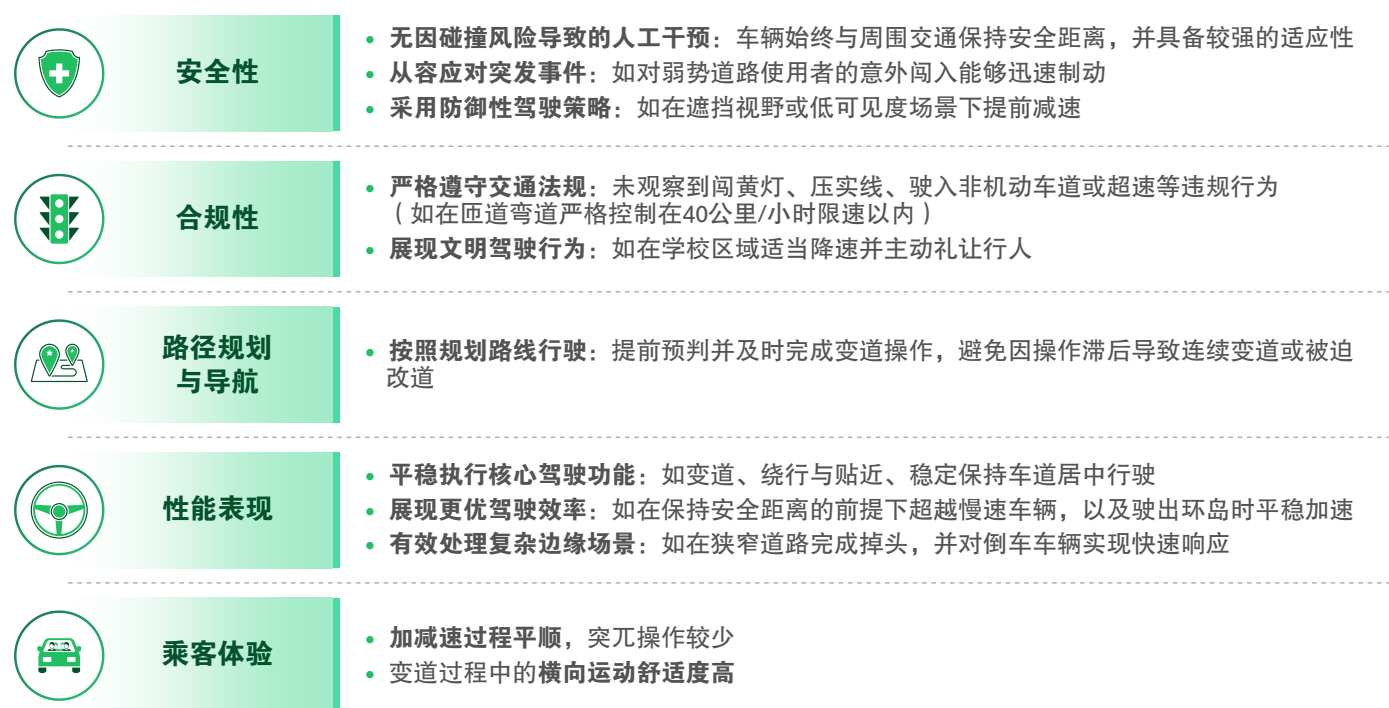 安全性
• 无因碰撞风险导致的人工干预：车辆始终与周围交通保持安全距离，并具备较强的适应性
• 从容应对突发事件：如对弱势道路使用者的意外闯入能够迅速制动
• 采用防御性驾驶策略：如在遮挡视野或低可见度场景下提前减速
合规性
• 严格遵守交通法规：未观察到闯黄灯、压实线、驶入非机动车道或超速等违规行为
（如在匝道弯道严格控制在40公里/小时限速以内）
• 展现文明驾驶行为：如在学校区域适当降速并主动礼让行人
路径规划
与导航
• 按照规划路线行驶：提前预判并及时完成变道操作，避免因操作滞后导致连续变道或被迫
改道
性能表现
• 平稳执行核心驾驶功能：如变道、绕行与贴近、稳定保持车道居中行驶
• 展现更优驾驶效率：如在保持安全距离的前提下超越慢速车辆，以及驶出环岛时平稳加速
• 有效处理复杂边缘场景：如在狭窄道路完成掉头，并对倒车车辆实现快速响应
乘客体验
• 加减速过程平顺，突兀操作较少
• 变道过程中的横向运动舒适度高